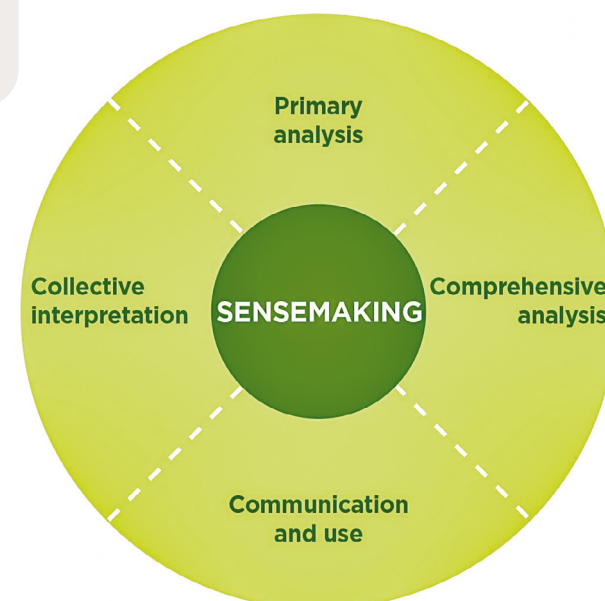 Primary
analysis
Collective
interpretation
SENSEMAKING
Comprehensive
analysis
Communication
and use